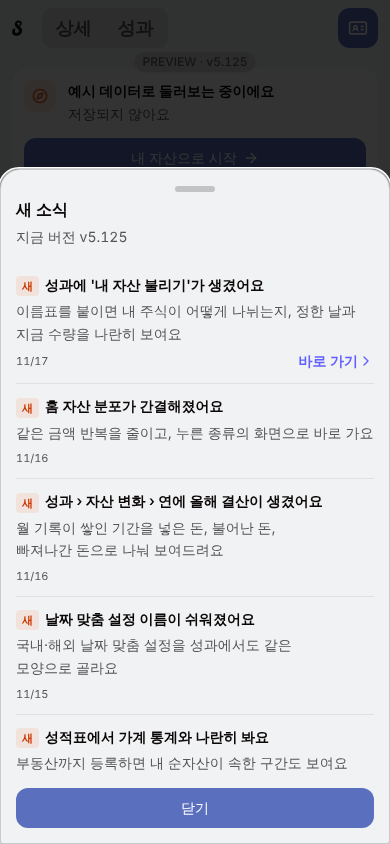 S
상세 성과
PREVIEW · v5.125
예시 데이터로 둘러보는 중이에요
저장되지 않아요
내 자산으로 시작 →
새 소식
지금 버전 v5.125
새 성과에 '내 자산 불리기'가 생겼어요
이름표를 붙이면 내 주식이 어떻게 나뉘는지, 정한 날과
지금 수량을 나란히 보여요
11/17 바로 가기 >
새 홈 자산 분포가 간결해졌어요
같은 금액 반복을 줄이고, 누른 종류의 화면으로 바로 가요
11/16
새 성과 › 자산 변화 › 연에 올해 결산이 생겼어요
월 기록이 쌓인 기간을 넣은 돈, 불어난 돈,
빠져나간 돈으로 나눠 보여드려요
11/16
새 날짜 맞춤 설정 이름이 쉬워졌어요
국내·해외 날짜 맞춤 설정을 성과에서도 같은
모양으로 골라요
11/15
새 성적표에서 가계 통계와 나란히 봐요
부동산까지 등록하면 내 순자산이 속한 구간도 보여요
닫기